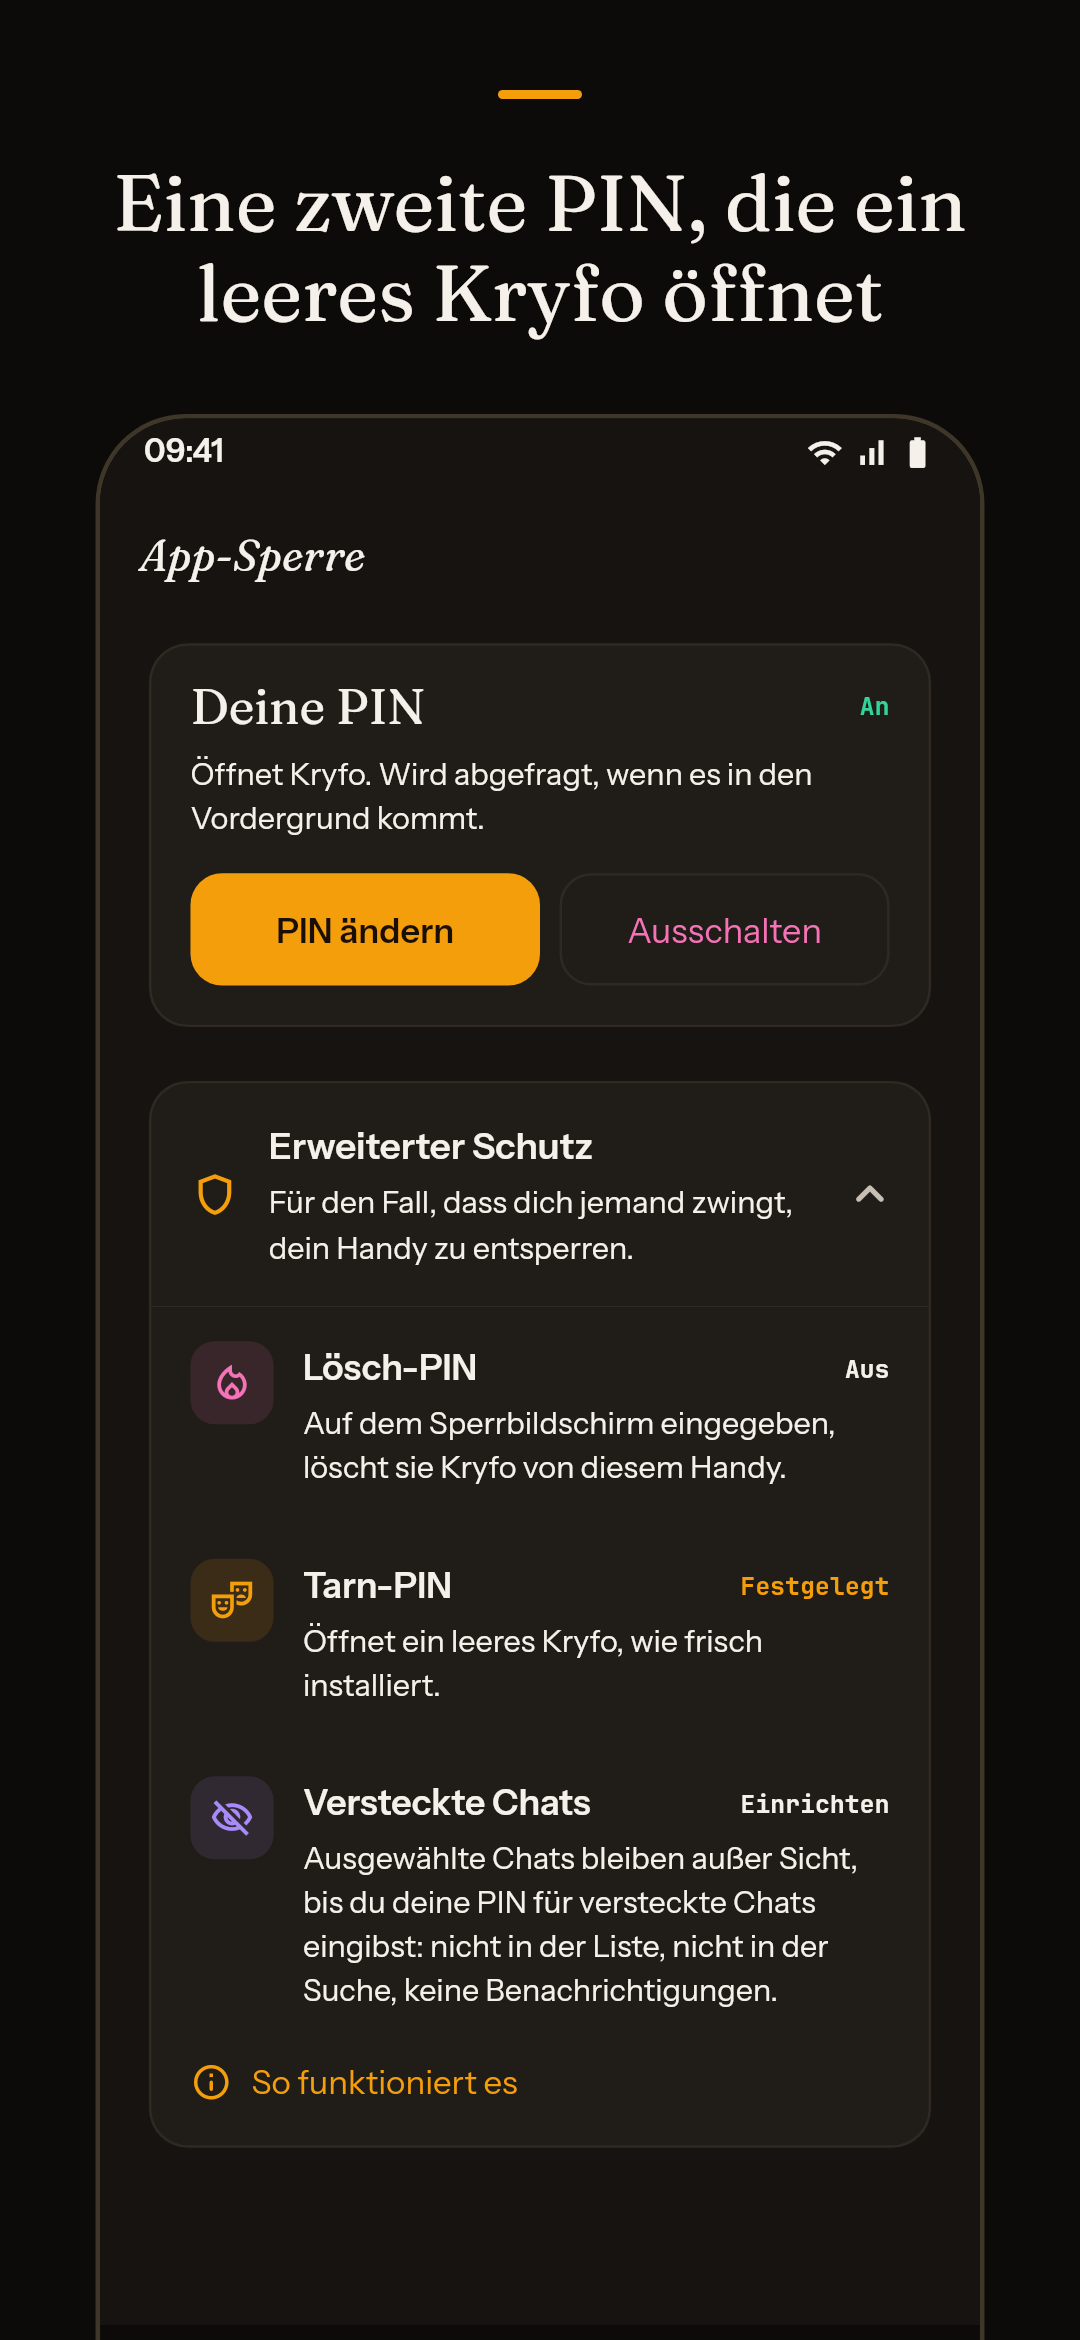 Eine zweite PIN, die ein
leeres Kryfo öffnet
09:41
App-Sperre
Deine PIN
An
Öffnet Kryfo. Wird abgefragt, wenn es in den
Vordergrund kommt.
PIN ändern
Ausschalten
Erweiterter Schutz
Für den Fall, dass dich jemand zwingt,
dein Handy zu entsperren.
Lösch-PIN
Aus
Auf dem Sperrbildschirm eingegeben,
löscht sie Kryfo von diesem Handy.
Tarn-PIN
Festgelegt
Öffnet ein leeres Kryfo, wie frisch
installiert.
Versteckte Chats
Einrichten
Ausgewählte Chats bleiben außer Sicht,
bis du deine PIN für versteckte Chats
eingibst: nicht in der Liste, nicht in der
Suche, keine Benachrichtigungen.
So funktioniert es